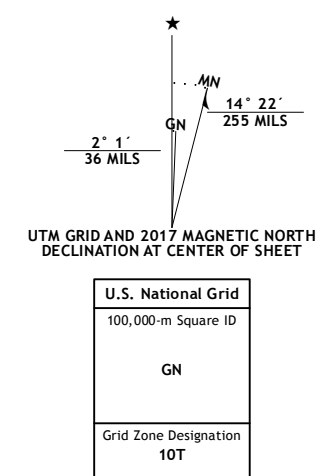 ★
MN
GN
14° 22´
255 MILS
2° 1´
36 MILS
UTM GRID AND 2017 MAGNETIC NORTH
DECLINATION AT CENTER OF SHEET
U.S. National Grid
100,000-m Square ID
GN
Grid Zone Designation
10T